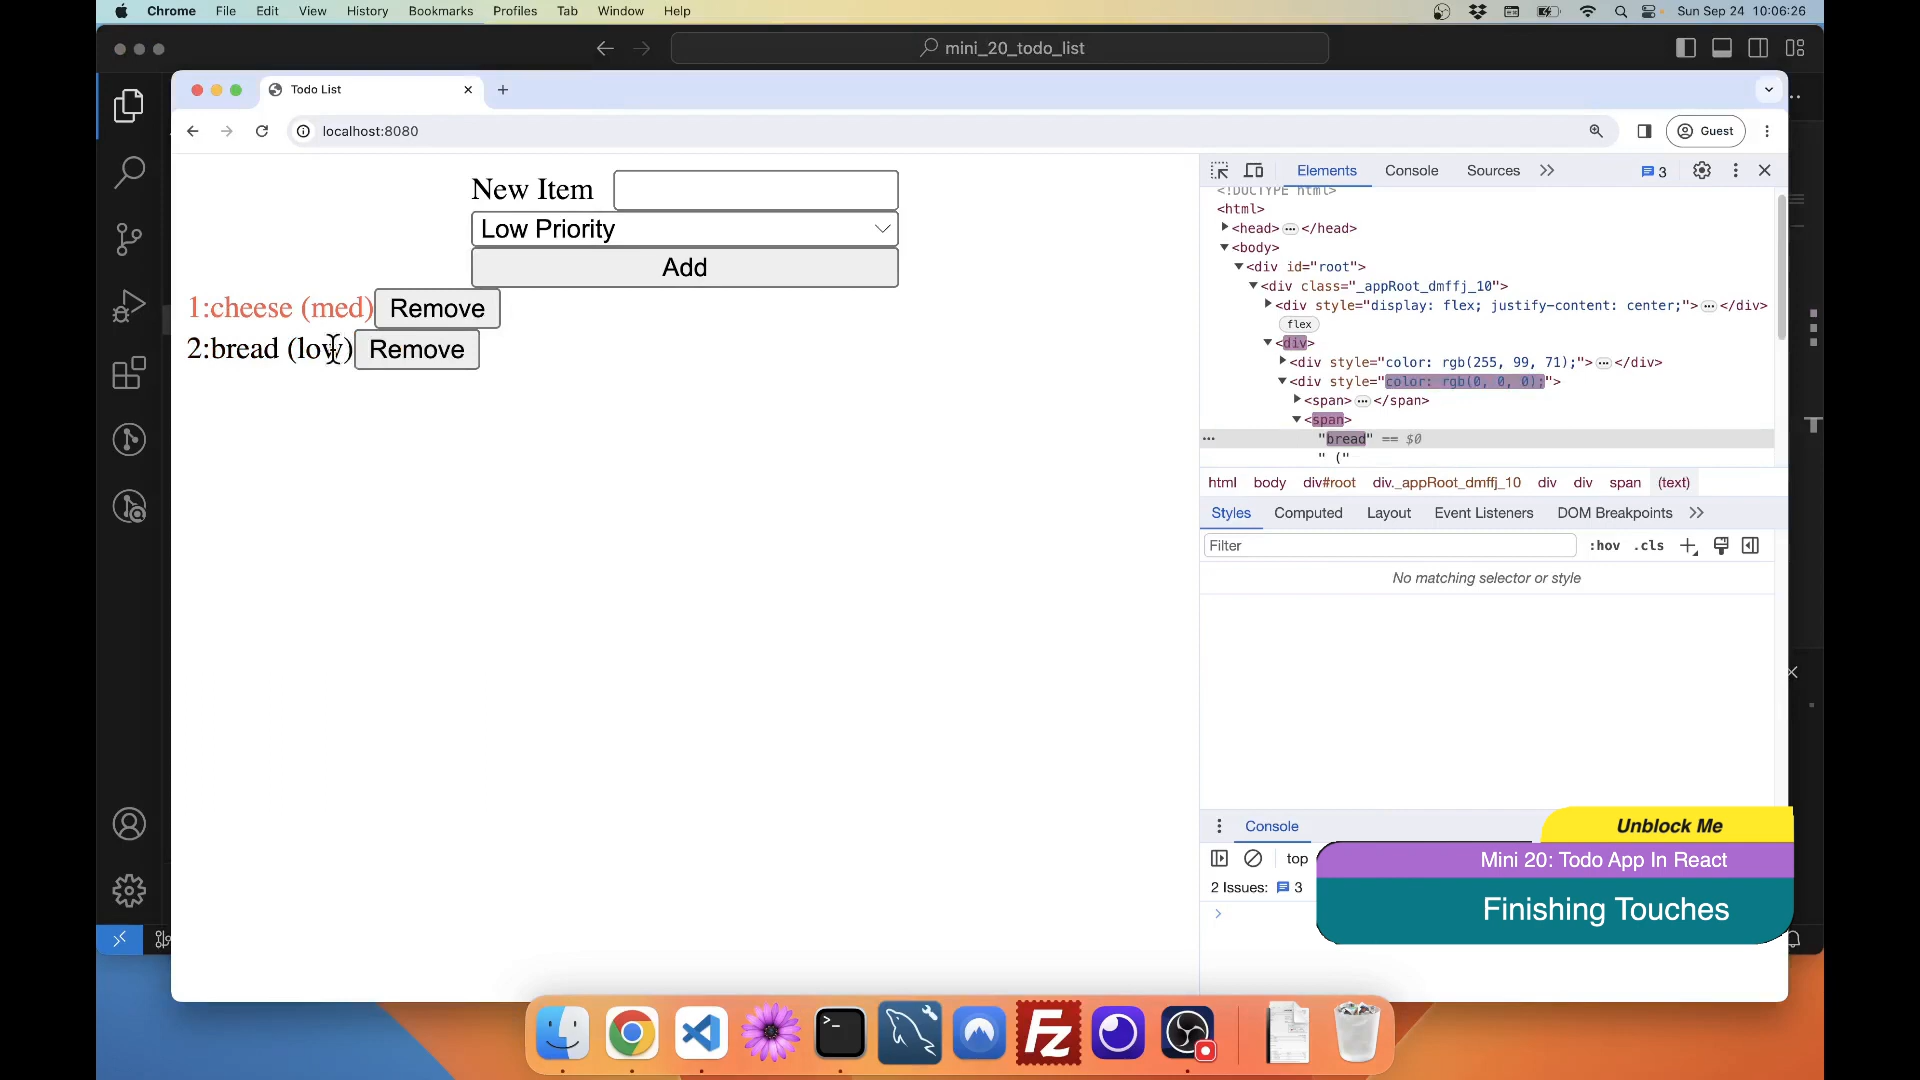 Chrome File Edit View History Bookmarks Profiles Tab Window Help Sun Sep 24 10:06:26
mini_20_todo_list
Todo List
localhost:8080
Guest
New Item
Low Priority
Add
1:cheese (med) Remove
2:bread (low) Remove
Elements Console Sources 3
<!DOCTYPE html>
<html>
<head> </head>
<body>
<div id="root">
<div class="_appRoot_dmffj_10">
<div style="display: flex; justify-content: center;"> </div>
flex
<div>
<div style="color: rgb(255, 99, 71);"> </div>
<div style="color: rgb(0, 0, 0);">
<span> </span>
<span>
"bread" == $0
" ("
html body div#root div._appRoot_dmffj_10 div div span (text)
Styles Computed Layout Event Listeners DOM Breakpoints
Filter :hov .cls
No matching selector or style
Console
top
2 Issues: 3
Unblock Me
Mini 20: Todo App In React
Finishing Touches
Fz